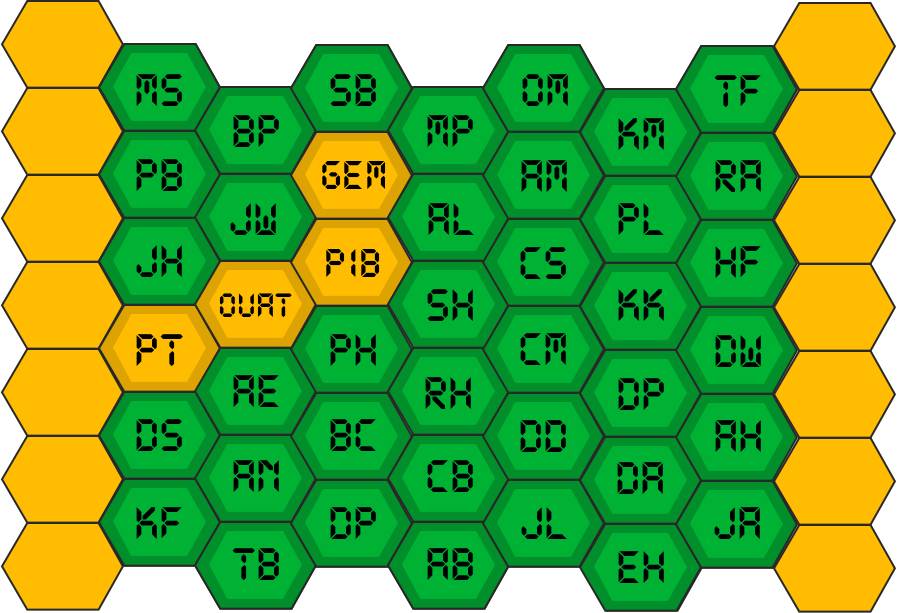 MS SB OM TF
BP MP KM
PB GEM AM RA
JW AL PL
JH PIB CS HF
OUAT SH KK
PT PH CM DW
AE RH DP
DS BC DD AH
AN CB DA
KF DP JL JA
TB AB EH